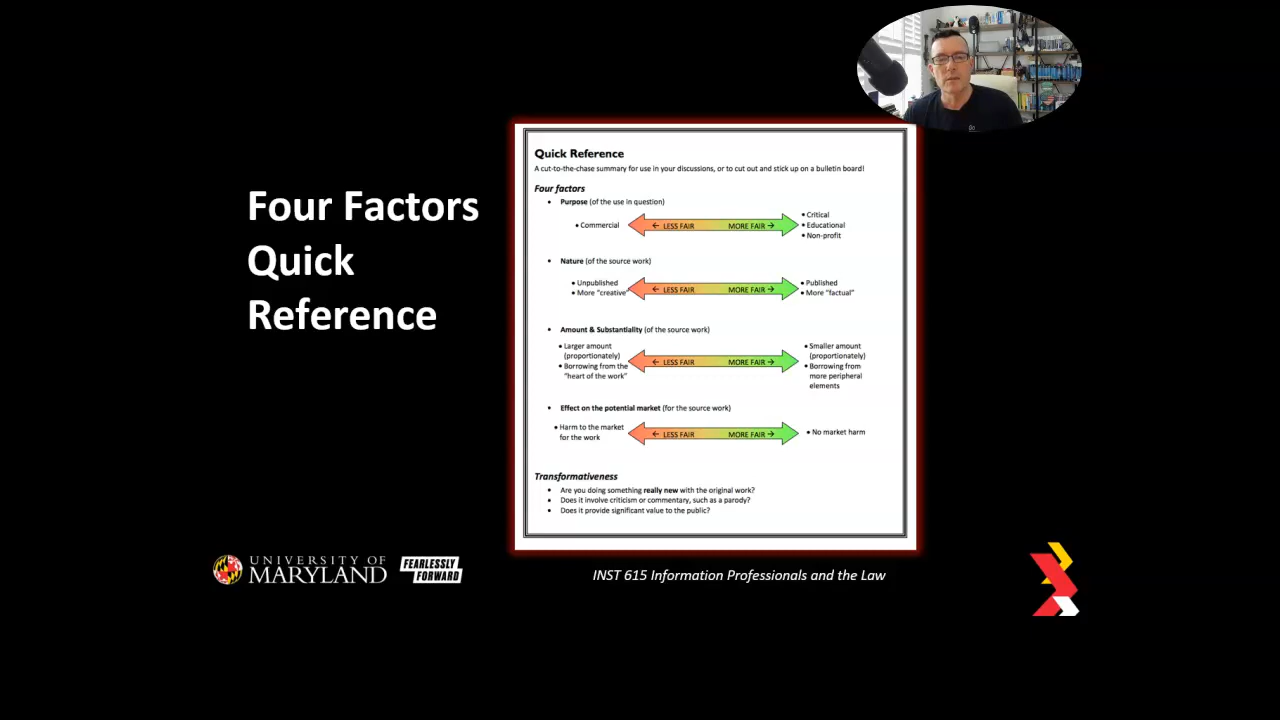 Four Factors
Quick
Reference
Quick Reference
A cut-to-the-chase summary for use in your discussions, or to cut out and stick up on a bulletin board!
Four factors
• Purpose (of the use in question)
• Commercial
← LESS FAIR
MORE FAIR →
• Critical
• Educational
• Non-profit
• Nature (of the source work)
• Unpublished
• More "creative"
← LESS FAIR
MORE FAIR →
• Published
• More "factual"
• Amount & Substantiality (of the source work)
• Larger amount
(proportionately)
• Borrowing from the
"heart of the work"
← LESS FAIR
MORE FAIR →
• Smaller amount
(proportionately)
• Borrowing from
more peripheral
elements
• Effect on the potential market (for the source work)
• Harm to the market
for the work
← LESS FAIR
MORE FAIR →
• No market harm
Transformativeness
• Are you doing something really new with the original work?
• Does it involve criticism or commentary, such as a parody?
• Does it provide significant value to the public?
UNIVERSITY OF
MARYLAND
FEARLESSLY
FORWARD
INST 615 Information Professionals and the Law